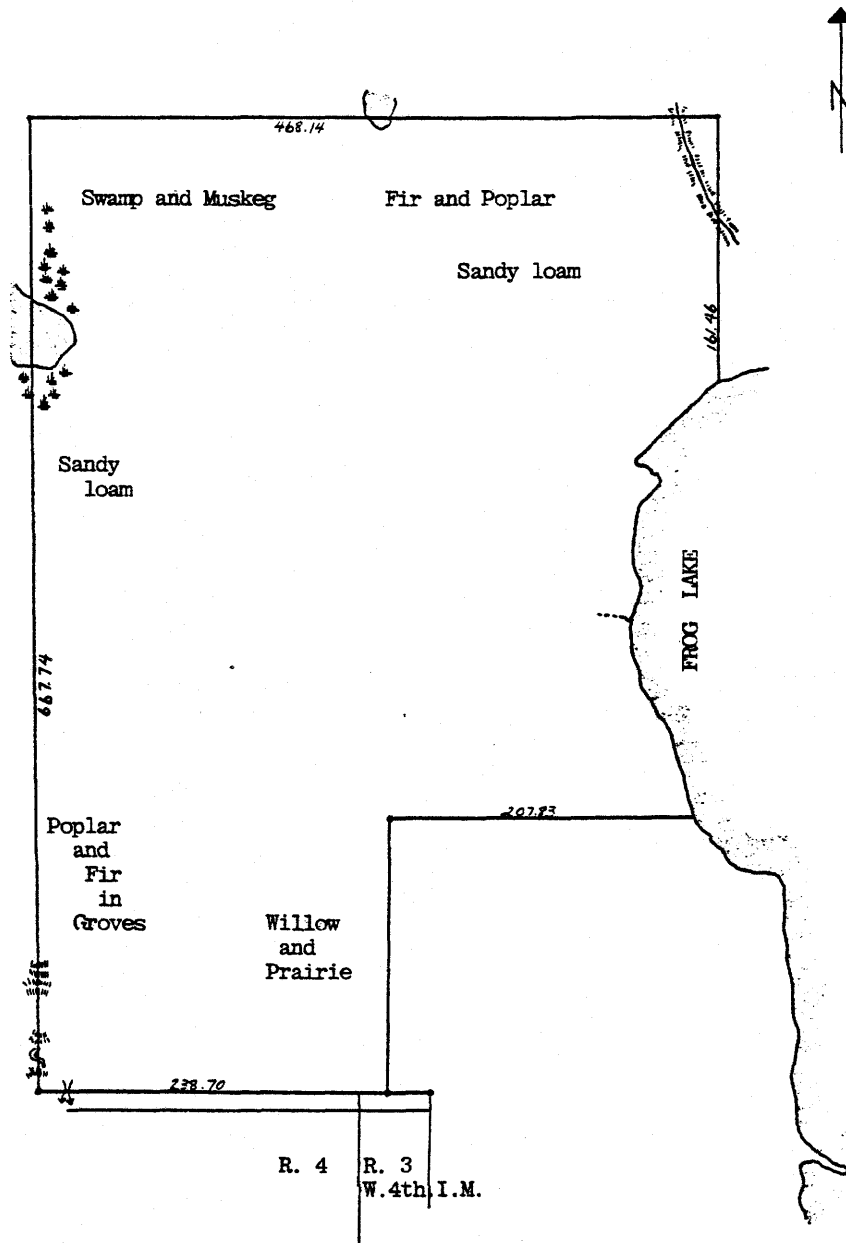 N
468.14
Swamp and Muskeg
Fir and Poplar
Sandy loam
161.46
Sandy
loam
FROG LAKE
667.74
207.83
Poplar
and
Fir
in
Groves
Willow
and
Prairie
238.70
R. 4
R. 3
W.4th I.M.